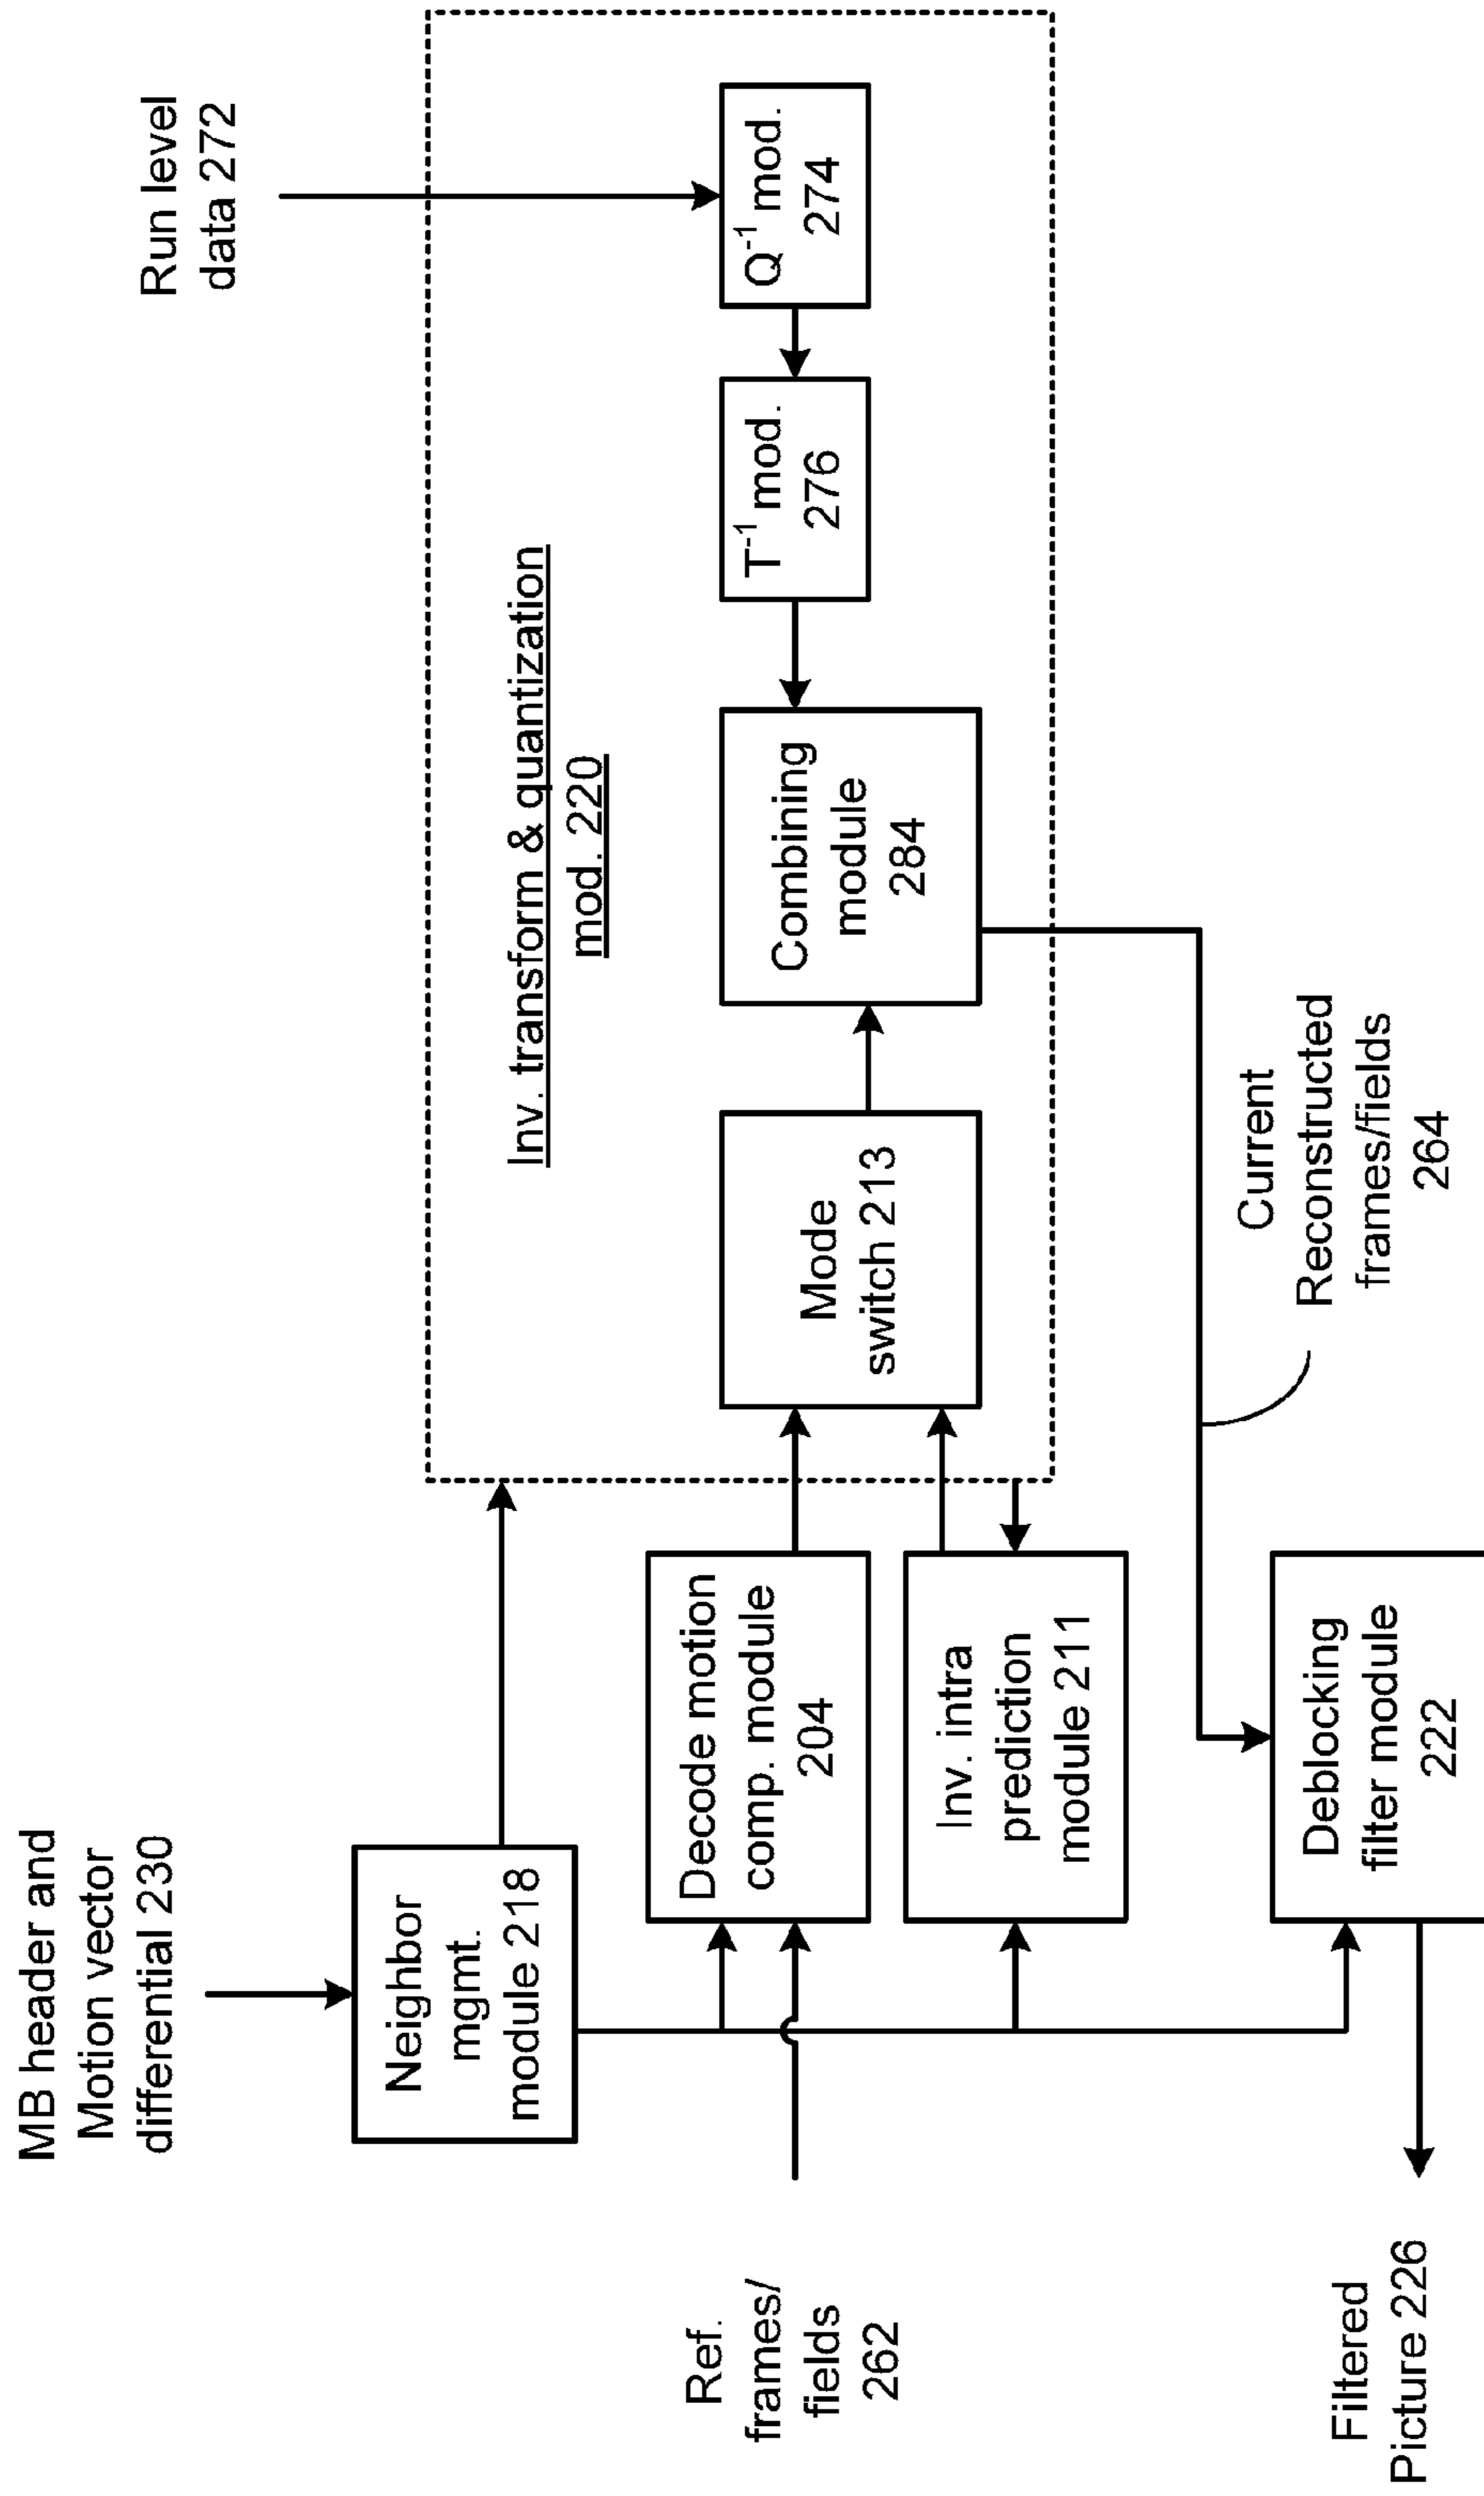 MB header and
Motion vector
differential 230
Run level
data 272
Neighbor
mgmt.
module 218
Inv. transform & quantization
mod. 220
Ref.
frames/
fields
262
Decode motion
comp. module
204
Mode
switch 213
Combining
module
284
T⁻¹ mod.
276
Q⁻¹ mod.
274
Inv. intra
prediction
module 211
Current
Reconstructed
frames/fields
264
Filtered
Picture 226
Deblocking
filter module
222